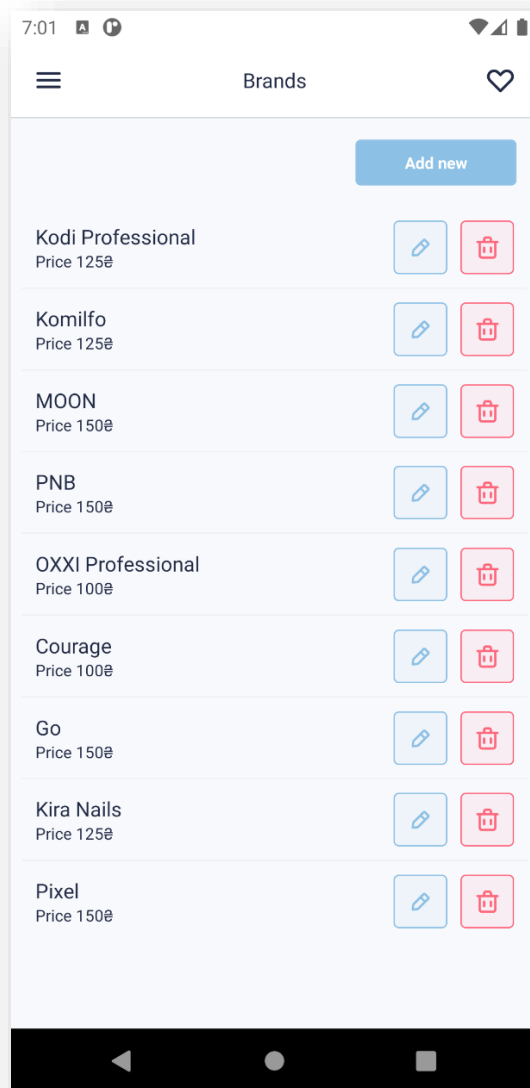 7:01
Brands
Add new
Kodi Professional
Price 125₴
Komilfo
Price 125₴
MOON
Price 150₴
PNB
Price 150₴
OXXI Professional
Price 100₴
Courage
Price 100₴
Go
Price 150₴
Kira Nails
Price 125₴
Pixel
Price 150₴